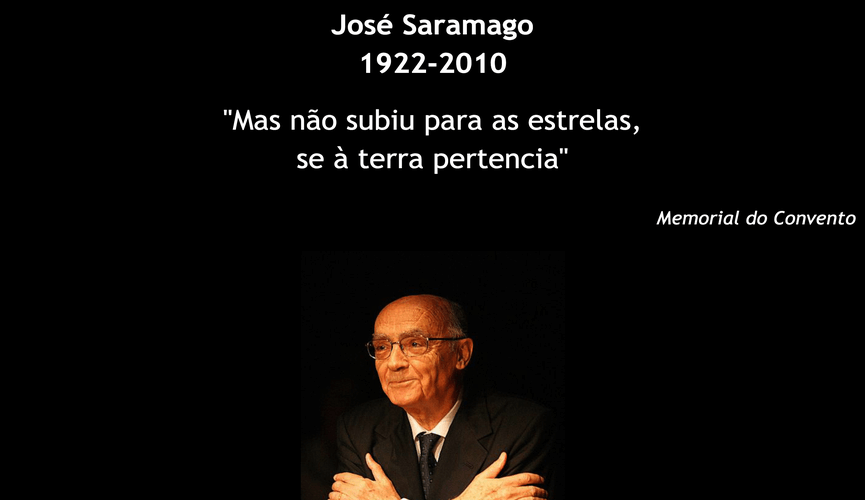 José Saramago
1922-2010
"Mas não subiu para as estrelas,
se à terra pertencia"
Memorial do Convento